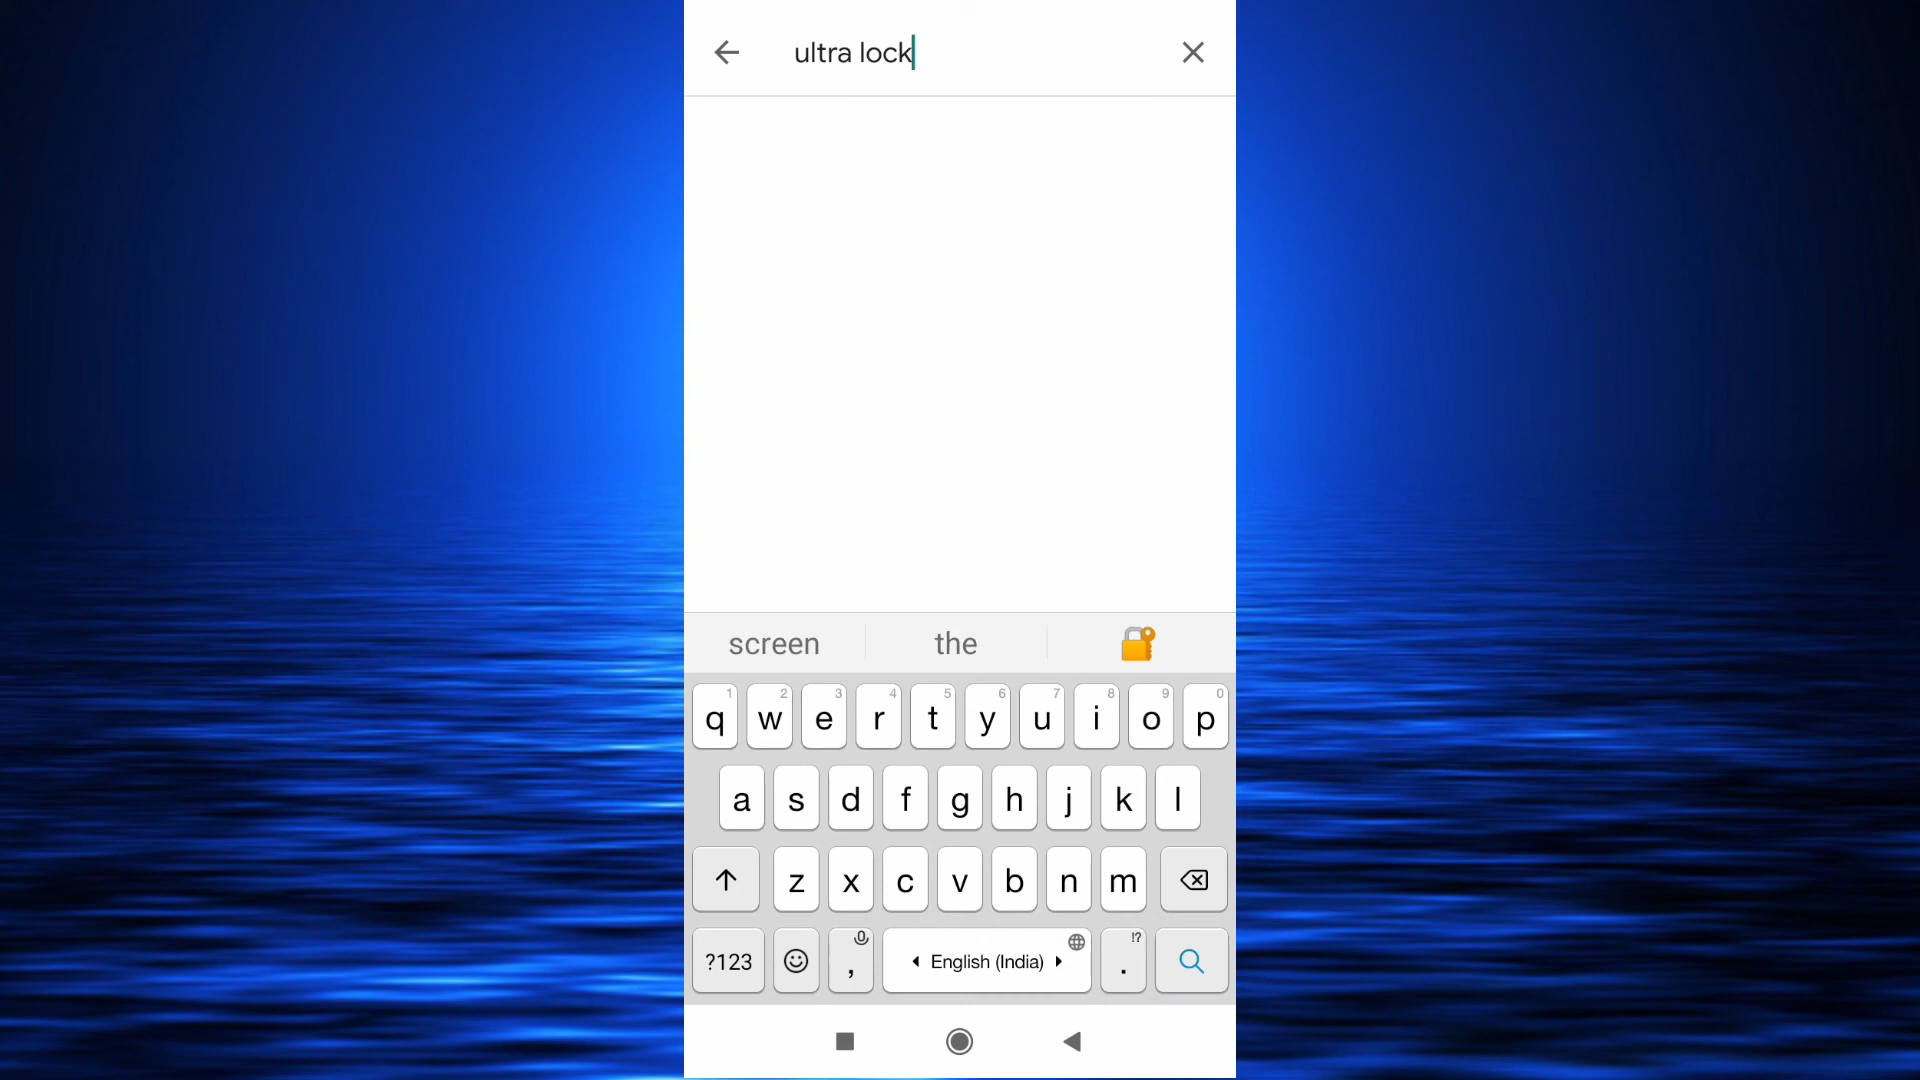 ultra lock
screen the
1 2 3 4 5 6 7 8 9 0
q w e r t y u i o p
a s d f g h j k l
z x c v b n m
?123 , English (India) . !?